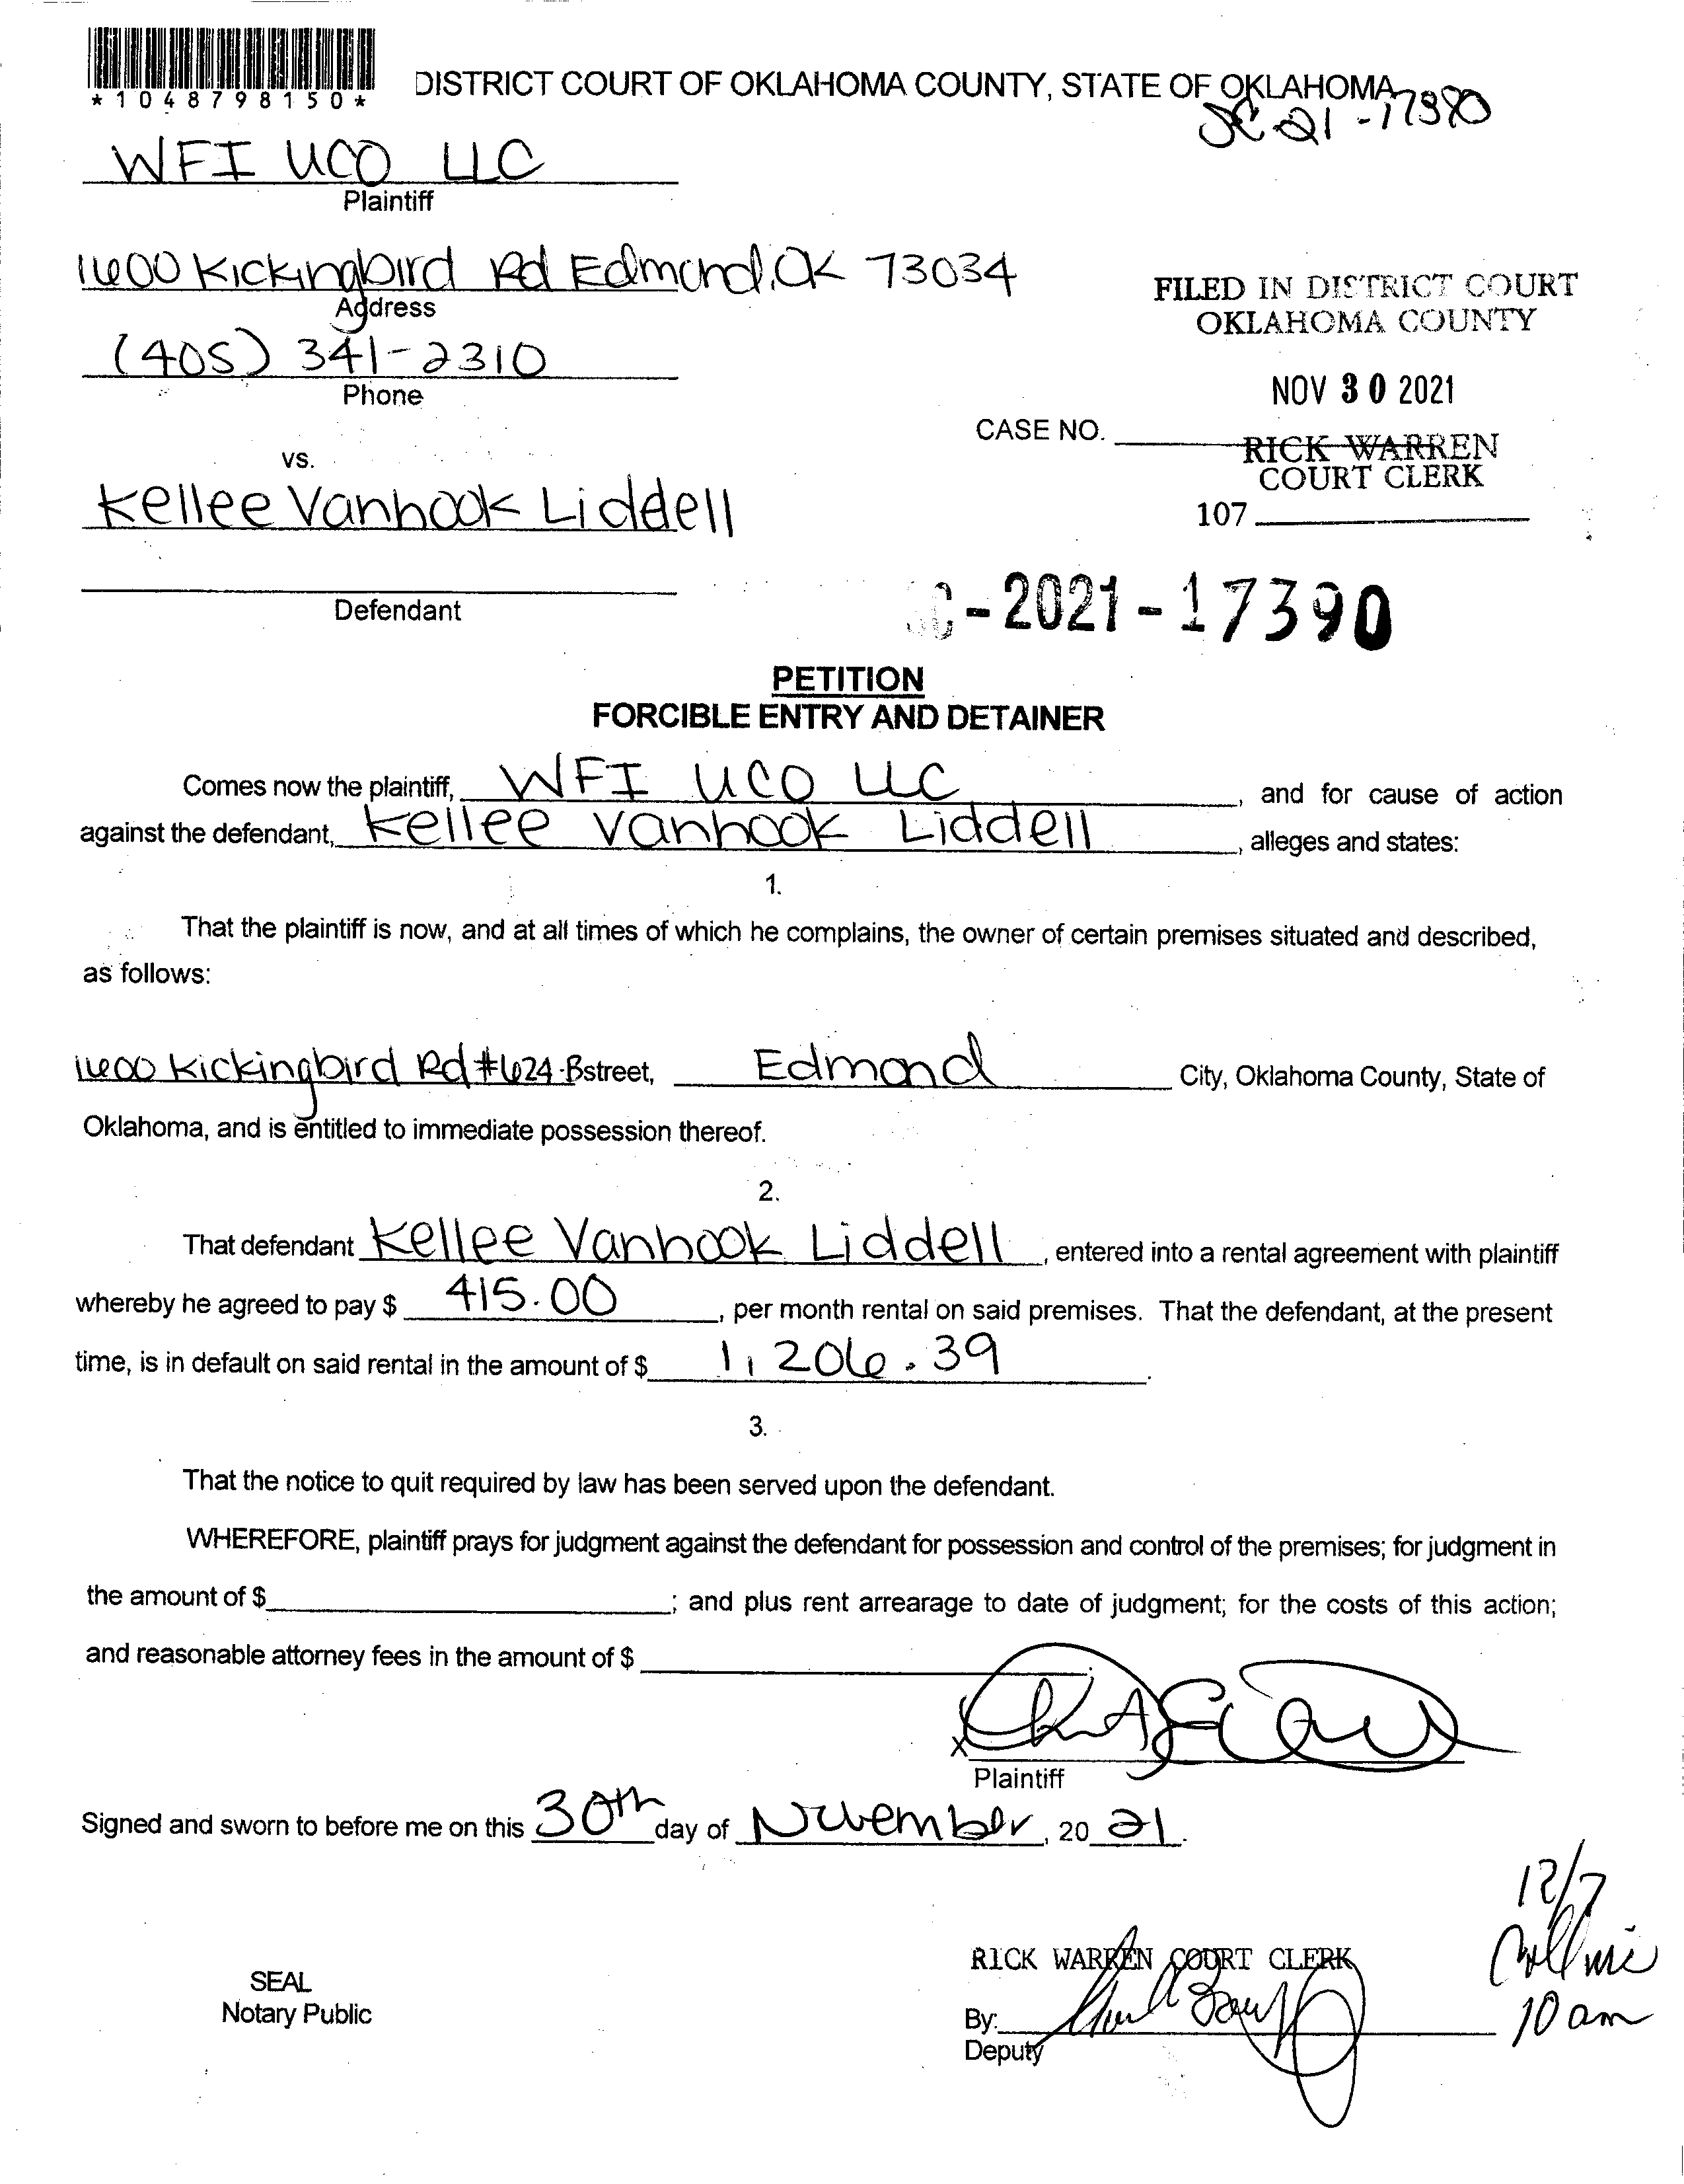 *1048798150*
DISTRICT COURT OF OKLAHOMA COUNTY, STATE OF OKLAHOMA
SC 21-17390
WFI UCO LLC
Plaintiff
1600 Kickingbird Rd Edmond, OK 73034
Address
(405) 341-2310
Phone
FILED IN DISTRICT COURT
OKLAHOMA COUNTY
NOV 30 2021
CASE NO.
RICK WARREN
COURT CLERK
107
vs.
Kellee Vanhook Liddell
Defendant
SC-2021-17390
PETITION
FORCIBLE ENTRY AND DETAINER
Comes now the plaintiff, WFI UCO LLC, and for cause of action
against the defendant, Kellee Vanhook Liddell, alleges and states:
1.
That the plaintiff is now, and at all times of which he complains, the owner of certain premises situated and described,
as follows:
1600 Kickingbird Rd #624-B street, Edmond City, Oklahoma County, State of
Oklahoma, and is entitled to immediate possession thereof.
2.
That defendant Kellee Vanhook Liddell, entered into a rental agreement with plaintiff
whereby he agreed to pay $ 415.00, per month rental on said premises. That the defendant, at the present
time, is in default on said rental in the amount of $ 1,206.39.
3.
That the notice to quit required by law has been served upon the defendant.
WHEREFORE, plaintiff prays for judgment against the defendant for possession and control of the premises; for judgment in
the amount of $ ; and plus rent arrearage to date of judgment; for the costs of this action;
and reasonable attorney fees in the amount of $ .
X
Plaintiff
Signed and sworn to before me on this 30th day of November, 2021.
12/7
10 am
RICK WARREN COURT CLERK
SEAL
Notary Public
By:
Deputy